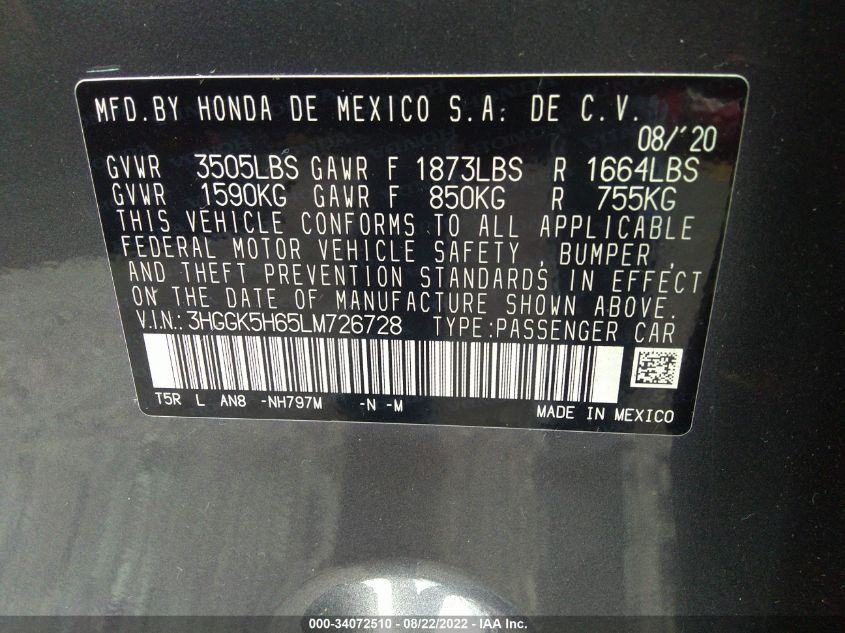 MFD.BY HONDA DE MEXICO S.A. DE C.V.
08/'20
GVWR 3505LBS GAWR F 1873LBS R 1664LBS
GVWR 1590KG GAWR F 850KG R 755KG
THIS VEHICLE CONFORMS TO ALL APPLICABLE
FEDERAL MOTOR VEHICLE SAFETY , BUMPER ,
AND THEFT PREVENTION STANDARDS IN EFFECT
ON THE DATE OF MANUFACTURE SHOWN ABOVE.
V.I.N.:3HGGK5H65LM726728 TYPE:PASSENGER CAR
T5R L AN8 -NH797M -N -M
MADE IN MEXICO
000-34072510 - 08/22/2022 - IAA Inc.